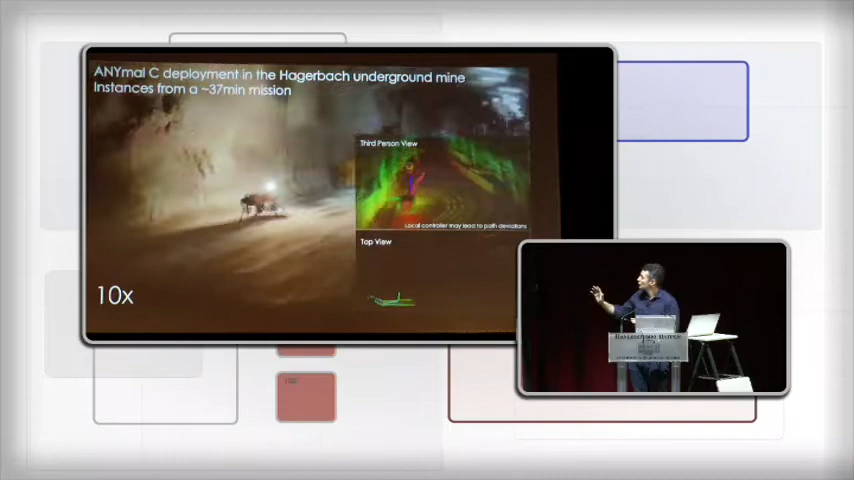 ANYmal C deployment in the Hagerbach underground mine
Instances from a ~37min mission
Third Person View
Local controller may lead to path deviations
Top View
10x